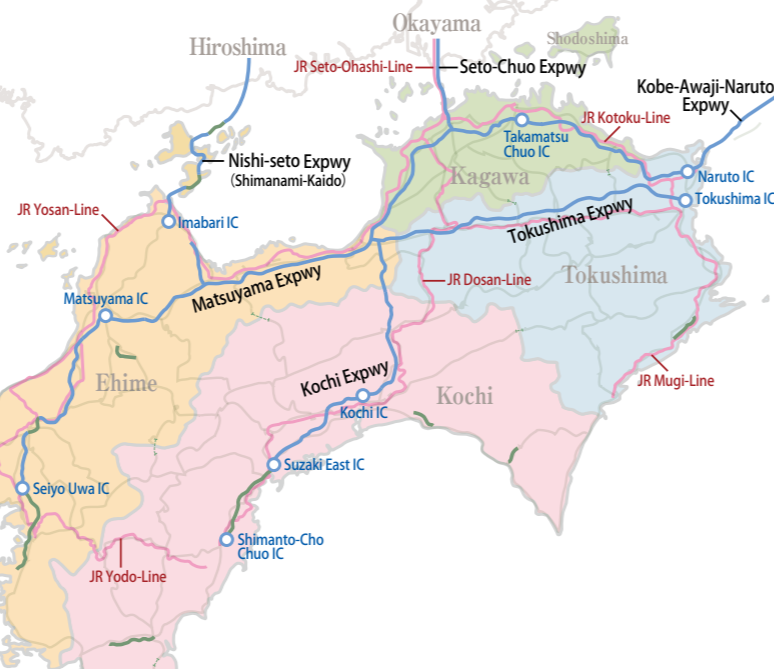 Okayama
Shodoshima
Hiroshima
JR Seto-Ohashi-Line
Seto-Chuo Expwy
Kobe-Awaji-Naruto
Expwy
JR Kotoku-Line
Takamatsu
Chuo IC
Nishi-seto Expwy
(Shimanami-Kaido)
Kagawa
Naruto IC
Tokushima IC
JR Yosan-Line
Imabari IC
Tokushima Expwy
Matsuyama Expwy
JR Dosan-Line
Tokushima
Matsuyama IC
Ehime
Kochi Expwy
Kochi
JR Mugi-Line
Kochi IC
Suzaki East IC
Seiyo Uwa IC
Shimanto-Cho
Chuo IC
JR Yodo-Line